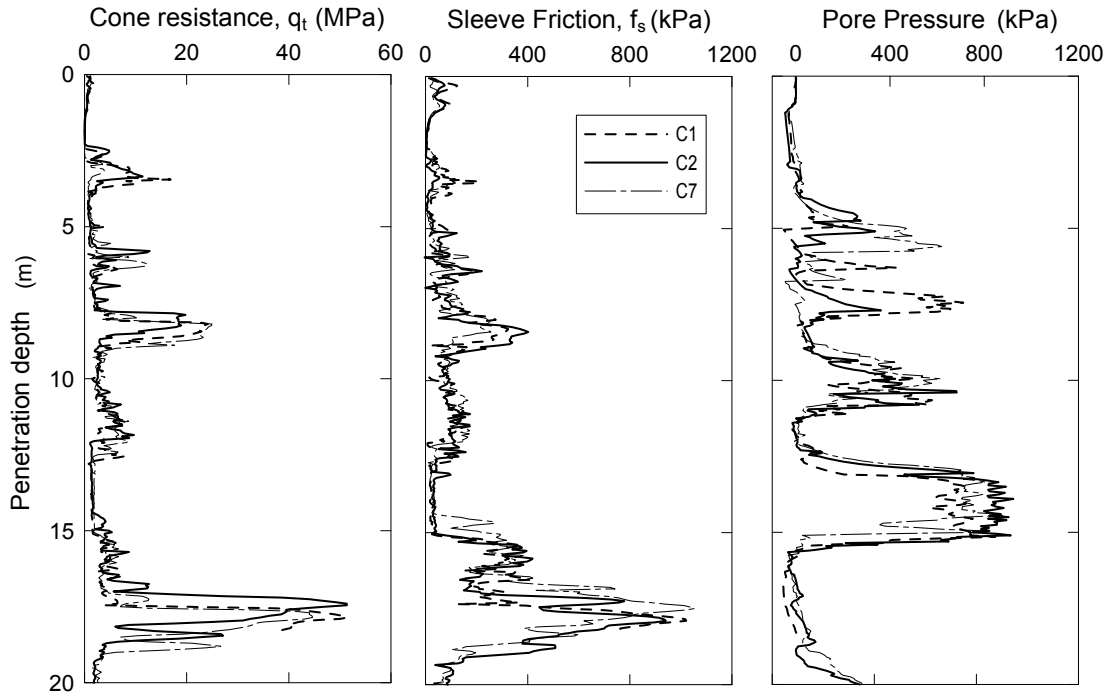 Cone resistance, qt (MPa)
0 20 40 60
Sleeve Friction, fs (kPa)
0 400 800 1200
Pore Pressure (kPa)
0 400 800 1200
Penetration depth (m)
0
5
10
15
20
C1
C2
C7